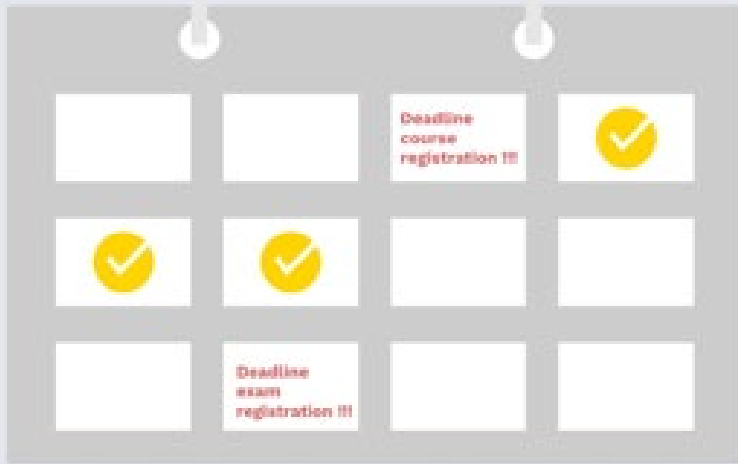 Deadline
course
registration !!!
Deadline
exam
registration !!!